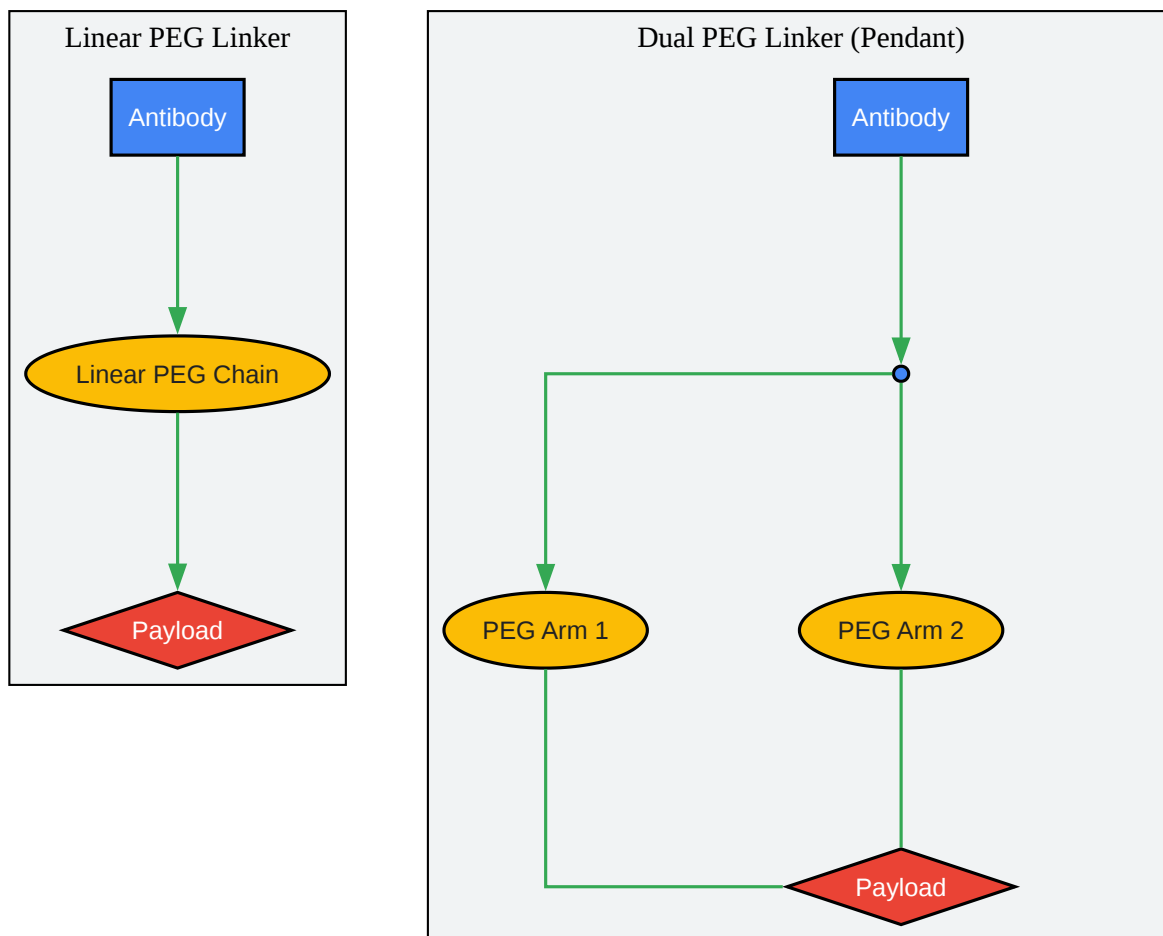 Linear PEG Linker
Antibody
Linear PEG Chain
Payload
Dual PEG Linker (Pendant)
Antibody
PEG Arm 1
PEG Arm 2
Payload